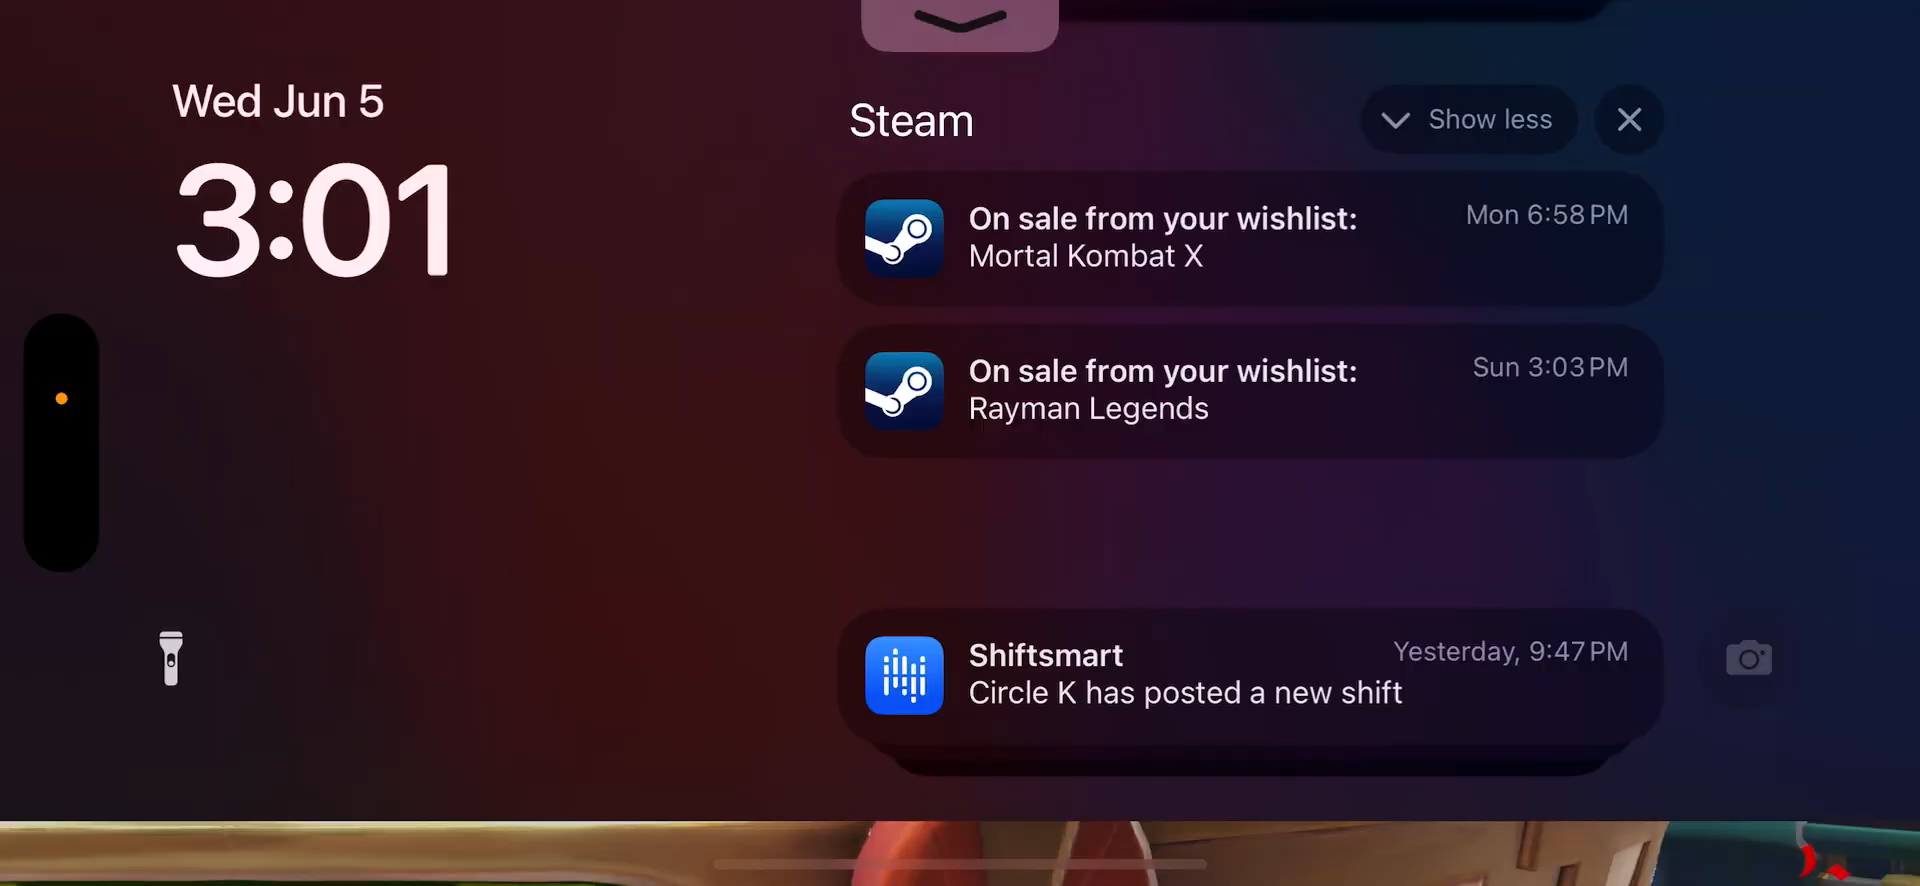 Wed Jun 5
3:01
Steam
Show less
On sale from your wishlist:
Mon 6:58 PM
Mortal Kombat X
On sale from your wishlist:
Sun 3:03 PM
Rayman Legends
Shiftsmart
Yesterday, 9:47 PM
Circle K has posted a new shift